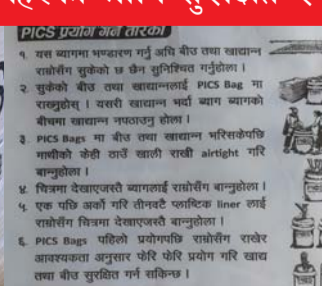 PICS प्रयोग गर्ने तरिका
१. यस ब्यागमा भण्डारण गर्नु अघि बीउ तथा खाद्यान्न
राम्रोसँग सुकेको छ छैन सुनिश्चित गर्नुहोला ।
२. सुकेको बीउ तथा खाद्यान्नलाई PICS Bag मा
राख्नुहोस् । यसरी खाद्यान्न भर्दा ब्याग ब्यागको
बीचमा खाद्यान्न नपठाउनु होला ।
३. PICS Bags मा बीउ तथा खाद्यान्न भरिसकेपछि
माथीको केही ठाउँ खाली राखी airtight गरि
बान्नुहोला ।
४. चित्रमा देखाएजस्तै ब्यागलाई राम्रोसँग बान्नुहोला ।
५. एक पछि अर्को गरि तीनवटै प्लाष्टिक liner लाई
राम्रोसँग चित्रमा देखाएजस्तै बान्नुहोला ।
६. PICS Bags पहिलो प्रयोगपछि राम्रोसँग राखेर
आवश्यकता अनुसार फेरि फेरि प्रयोग गरि खाद्य
तथा बीउ सुरक्षित गर्न सकिन्छ ।